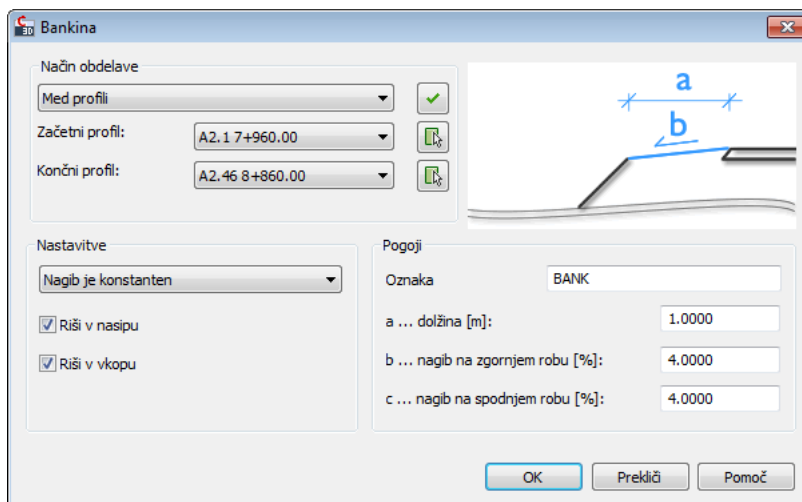 Bankina
Način obdelave
Med profili
Začetni profil: A2.1 7+960.00
Končni profil: A2.46 8+860.00
a
b
Nastavitve
Nagib je konstanten
Riši v nasipu
Riši v vkopu
Pogoji
Oznaka BANK
a ... dolžina [m]: 1.0000
b ... nagib na zgornjem robu [%]: 4.0000
c ... nagib na spodnjem robu [%]: 4.0000
OK Prekliči Pomoč